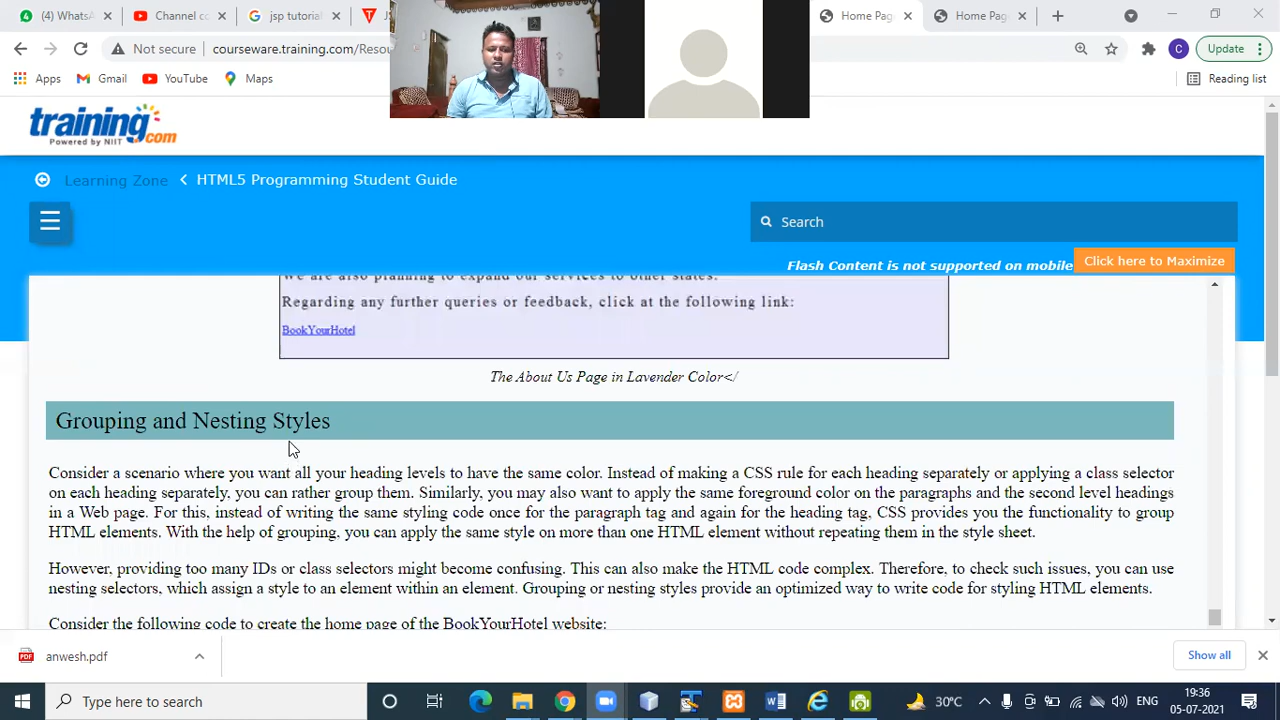 (4) WhatsA
Channel co
jsp tutorial
JS
Home Pag
Home Pag
Not secure
courseware.training.com/Resou
Update
Apps
Gmail
YouTube
Maps
Reading list
training.com
Powered by NIIT
Learning Zone
HTML5 Programming Student Guide
Search
Flash Content is not supported on mobile
Click here to Maximize
We are also planning to expand our services to other states.
Regarding any further queries or feedback, click at the following link:
BookYourHotel
The About Us Page in Lavender Color</
Grouping and Nesting Styles
Consider a scenario where you want all your heading levels to have the same color. Instead of making a CSS rule for each heading separately or applying a class selector
on each heading separately, you can rather group them. Similarly, you may also want to apply the same foreground color on the paragraphs and the second level headings
in a Web page. For this, instead of writing the same styling code once for the paragraph tag and again for the heading tag, CSS provides you the functionality to group
HTML elements. With the help of grouping, you can apply the same style on more than one HTML element without repeating them in the style sheet.
However, providing too many IDs or class selectors might become confusing. This can also make the HTML code complex. Therefore, to check such issues, you can use
nesting selectors, which assign a style to an element within an element. Grouping or nesting styles provide an optimized way to write code for styling HTML elements.
Consider the following code to create the home page of the BookYourHotel website:
anwesh.pdf
Show all
Type here to search
30°C
ENG
19:36
05-07-2021